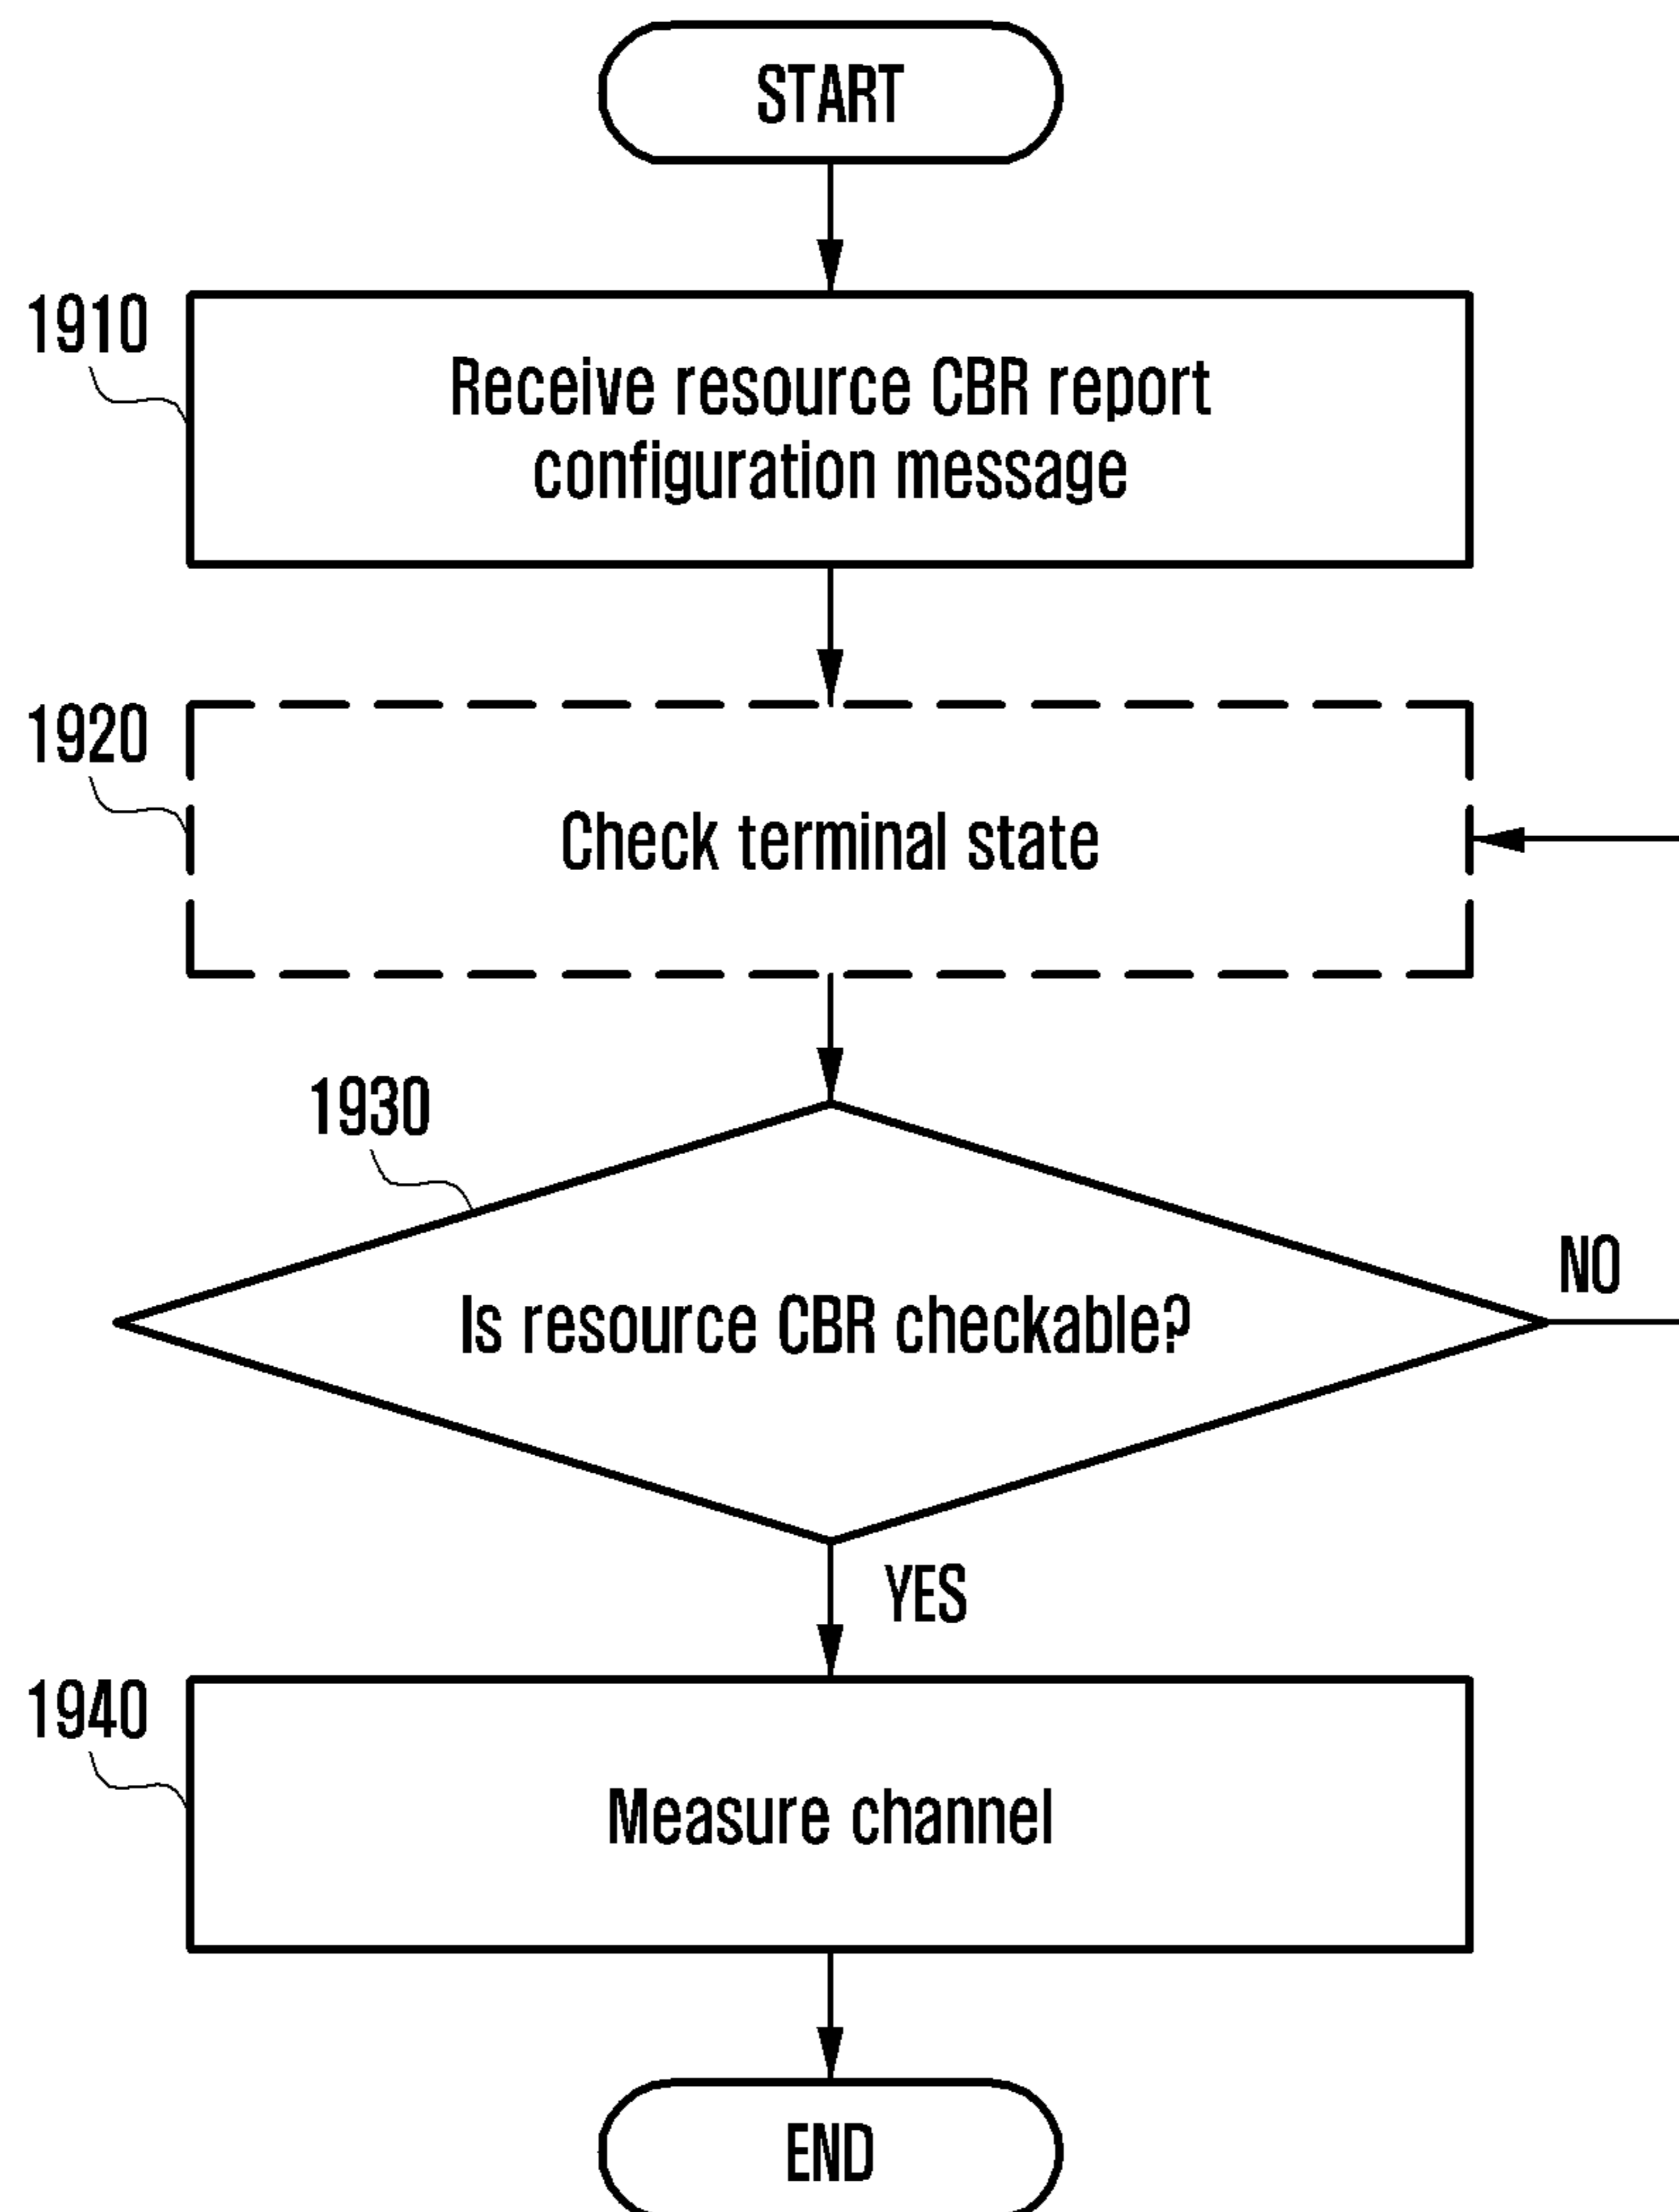 START
1910
Receive resource CBR report
configuration message
1920
Check terminal state
1930
Is resource CBR checkable?
NO
YES
1940
Measure channel
END